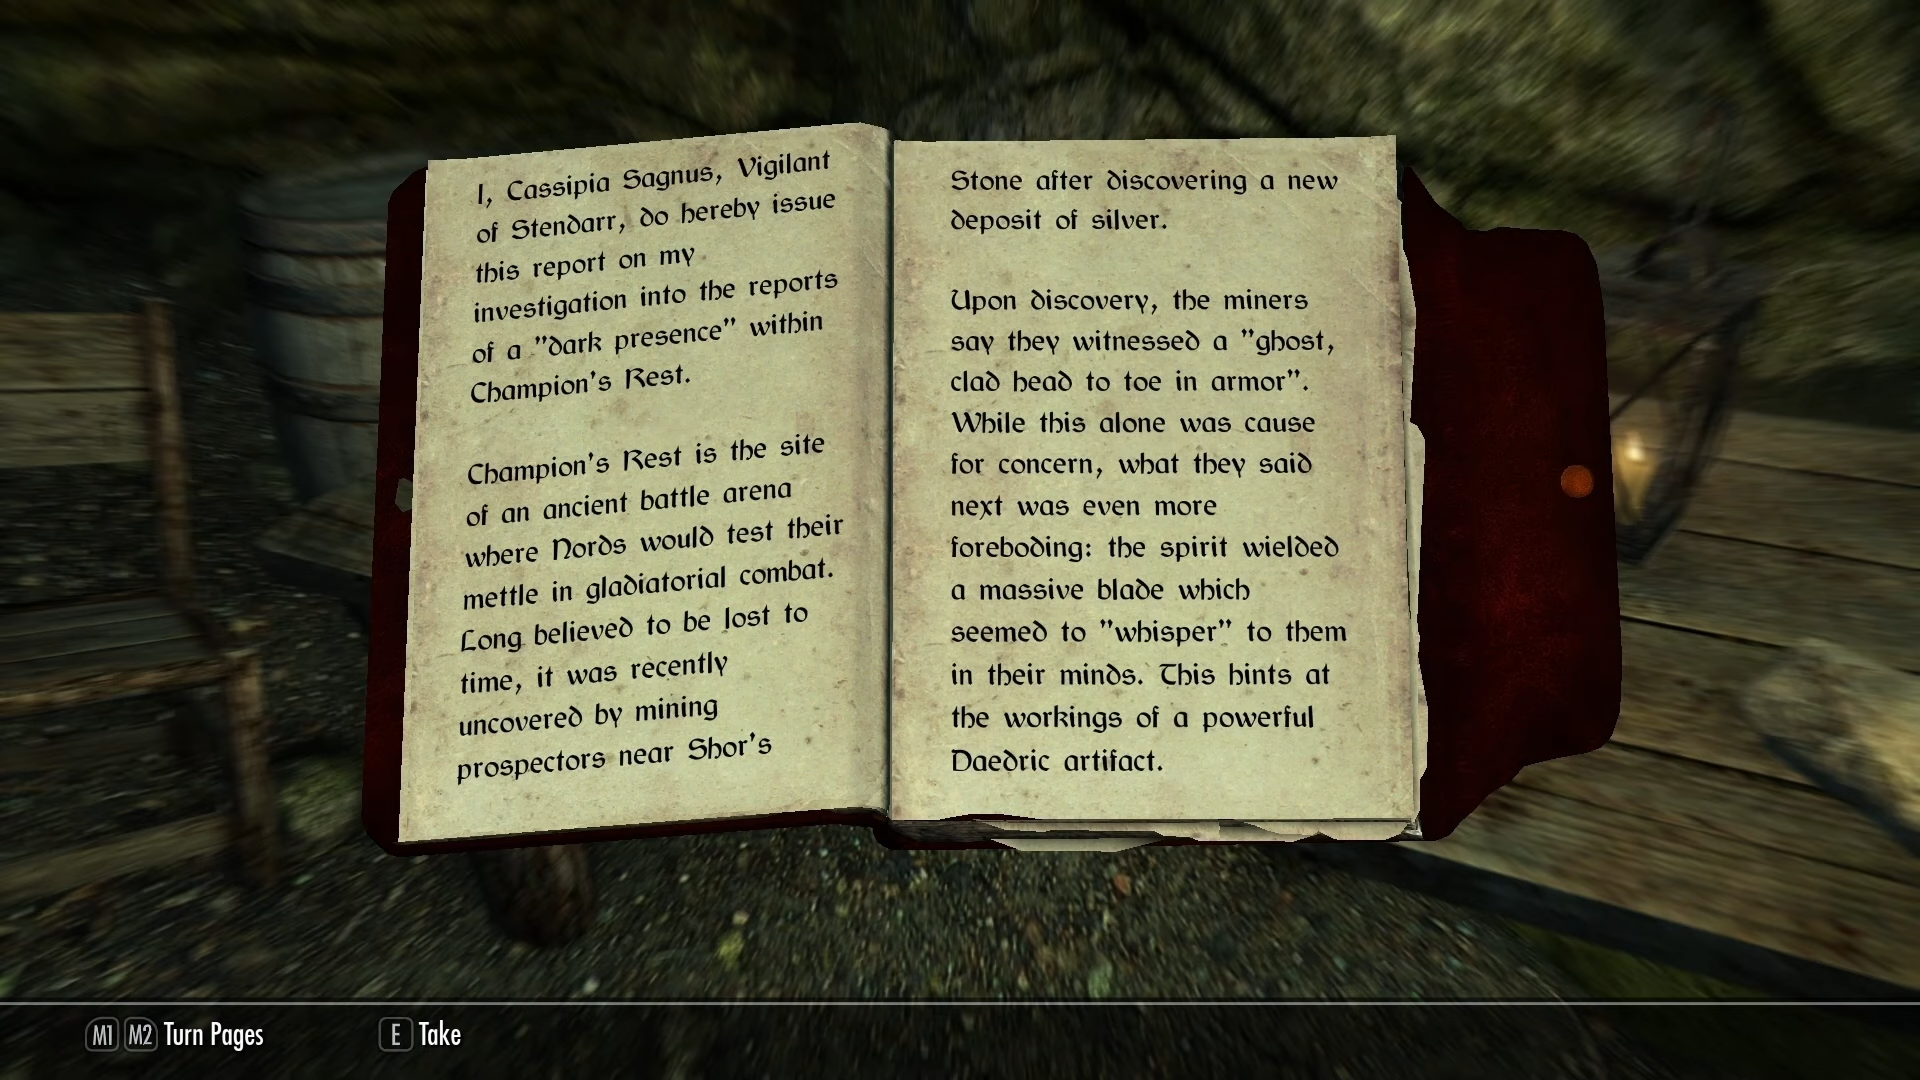 I, Cassipia Sagnus, Vigilant
of Stendarr, do hereby issue
this report on my
investigation into the reports
of a "dark presence" within
Champion's Rest.
Champion's Rest is the site
of an ancient battle arena
where Nords would test their
mettle in gladiatorial combat.
Long believed to be lost to
time, it was recently
uncovered by mining
prospectors near Shor's
Stone after discovering a new
deposit of silver.
Upon discovery, the miners
say they witnessed a "ghost,
clad head to toe in armor".
While this alone was cause
for concern, what they said
next was even more
foreboding: the spirit wielded
a massive blade which
seemed to "whisper" to them
in their minds. This hints at
the workings of a powerful
Daedric artifact.
M1 M2 Turn Pages E Take